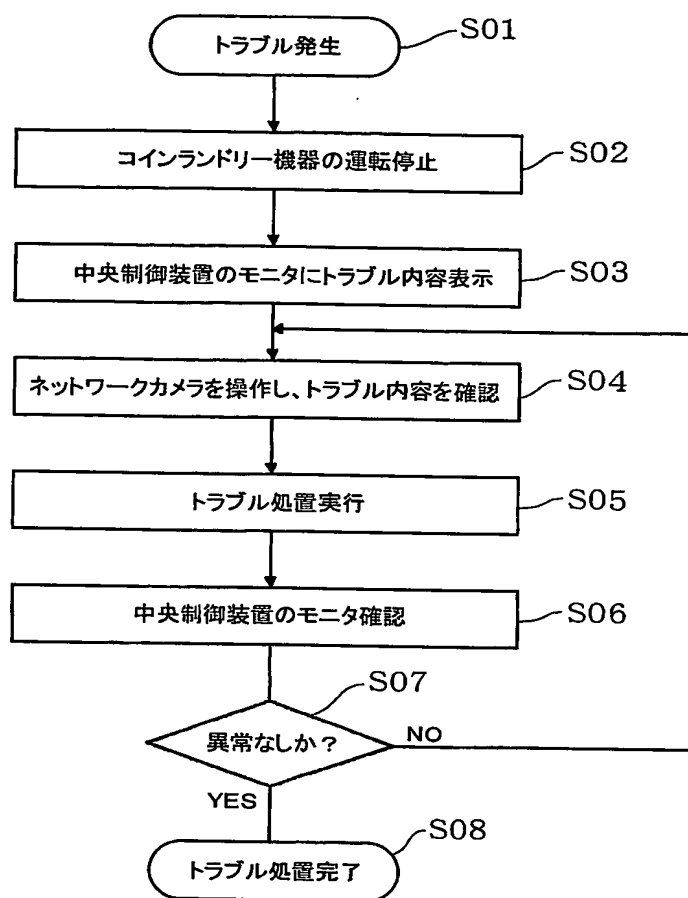 トラブル発生
S01
コインランドリー機器の運転停止
S02
中央制御装置のモニタにトラブル内容表示
S03
ネットワークカメラを操作し、トラブル内容を確認
S04
トラブル処置実行
S05
中央制御装置のモニタ確認
S06
S07
異常なしか？
NO
YES
S08
トラブル処置完了